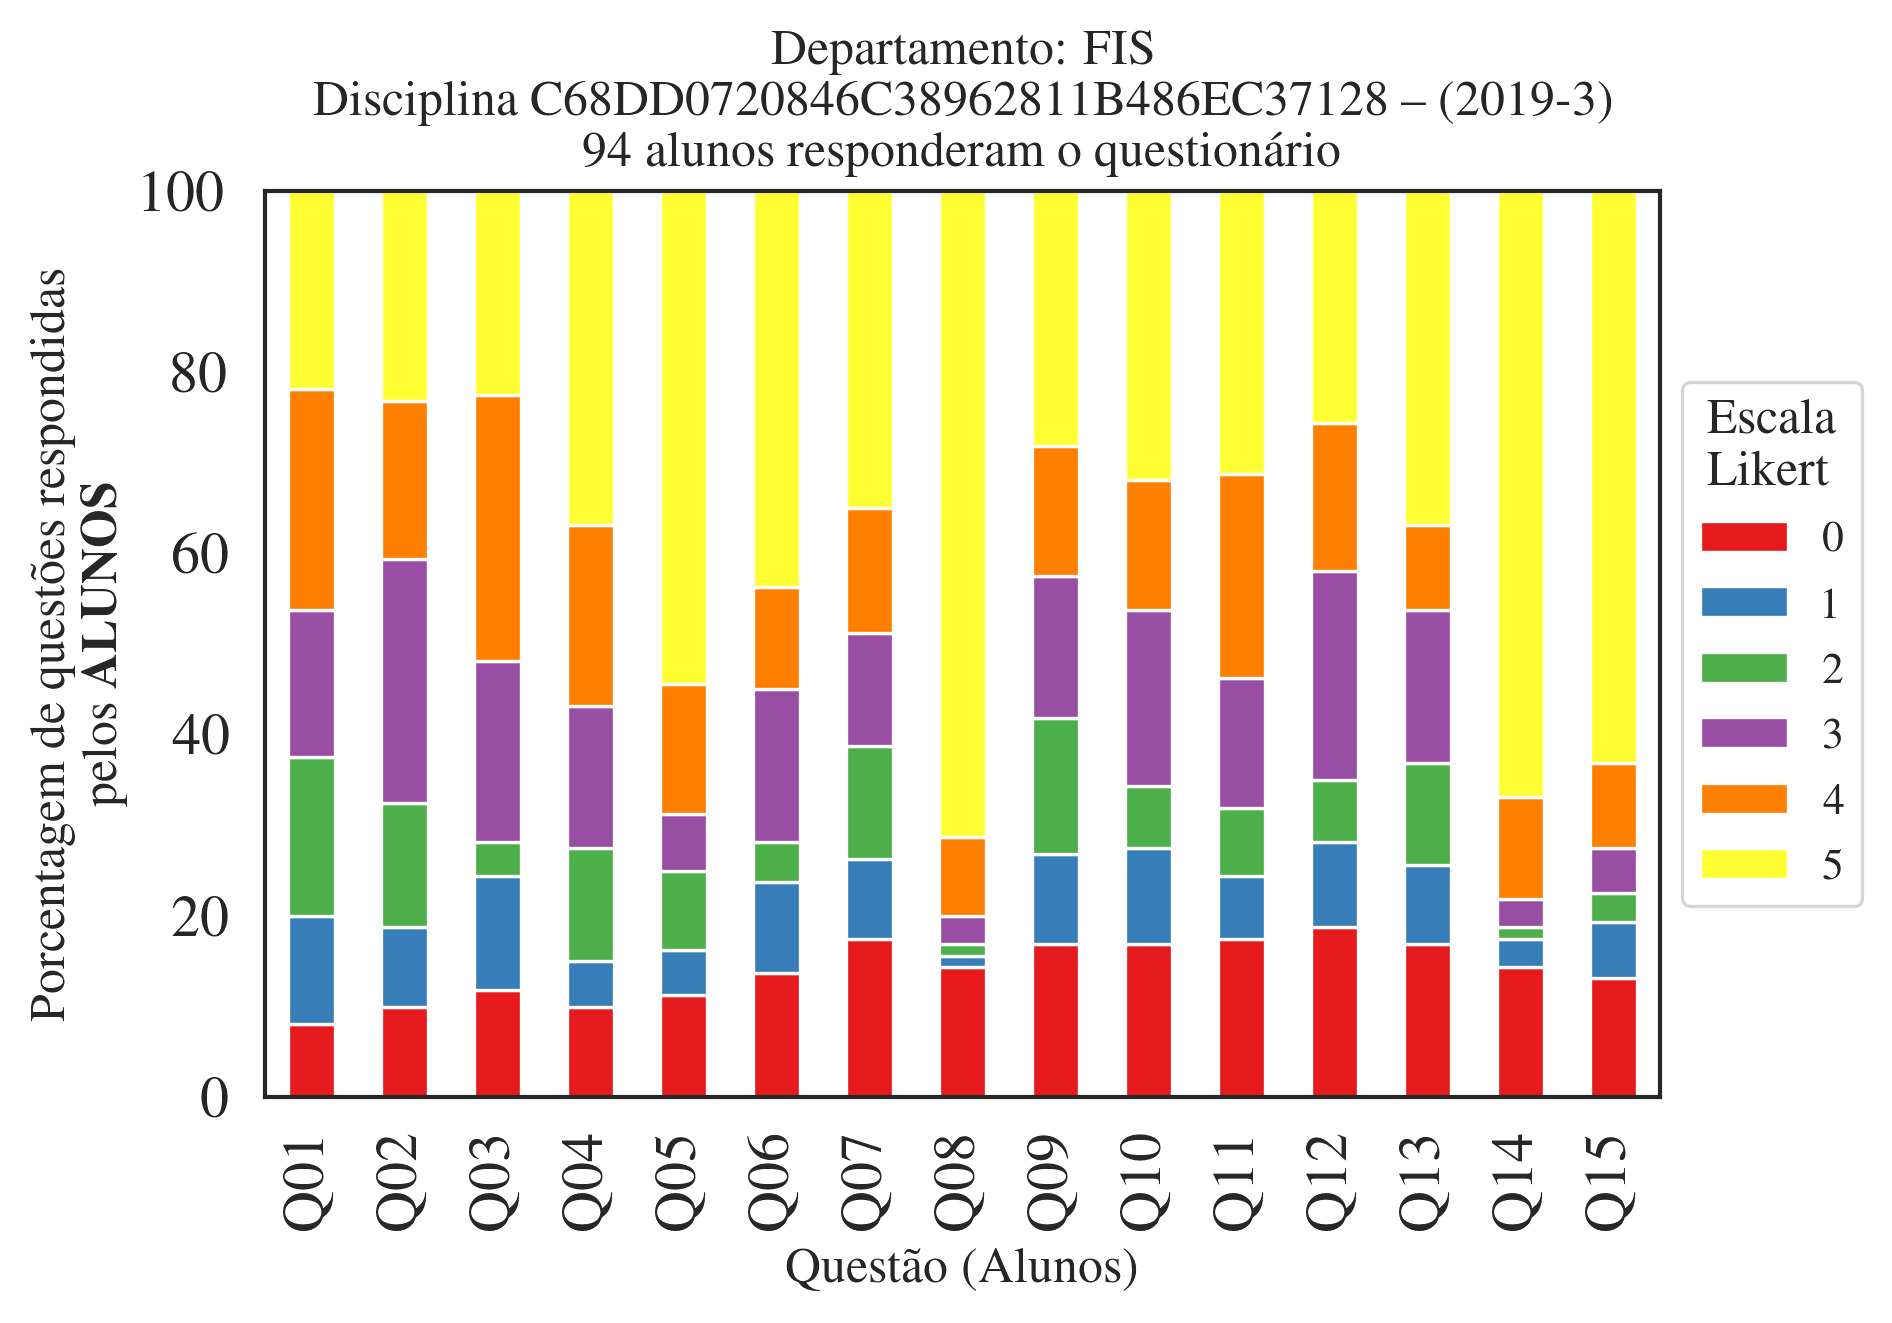 Departamento: FIS
Disciplina C68DD0720846C38962811B486EC37128 – (2019-3)
94 alunos responderam o questionário
Porcentagem de questões respondidas
pelos ALUNOS
100
80
60
40
20
0
Q01
Q02
Q03
Q04
Q05
Q06
Q07
Q08
Q09
Q10
Q11
Q12
Q13
Q14
Q15
Questão (Alunos)
Escala
Likert
0
1
2
3
4
5